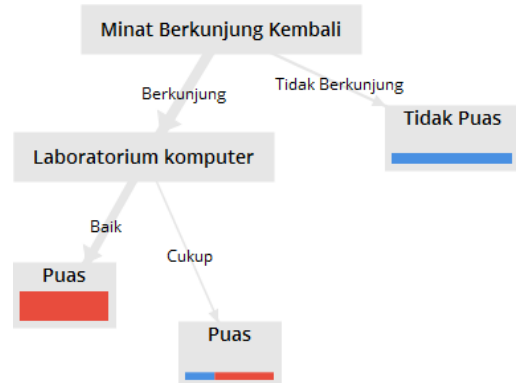 Minat Berkunjung Kembali
Berkunjung
Tidak Berkunjung
Tidak Puas
Laboratorium komputer
Baik
Cukup
Puas
Puas